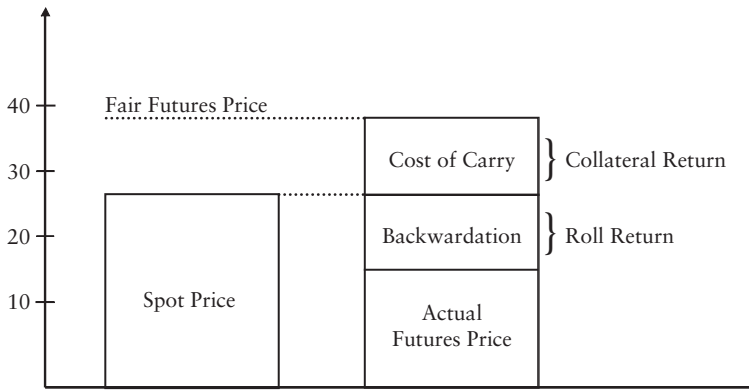 40
30
20
10
Fair Futures Price
Spot Price
Cost of Carry
Collateral Return
Backwardation
Roll Return
Actual
Futures Price